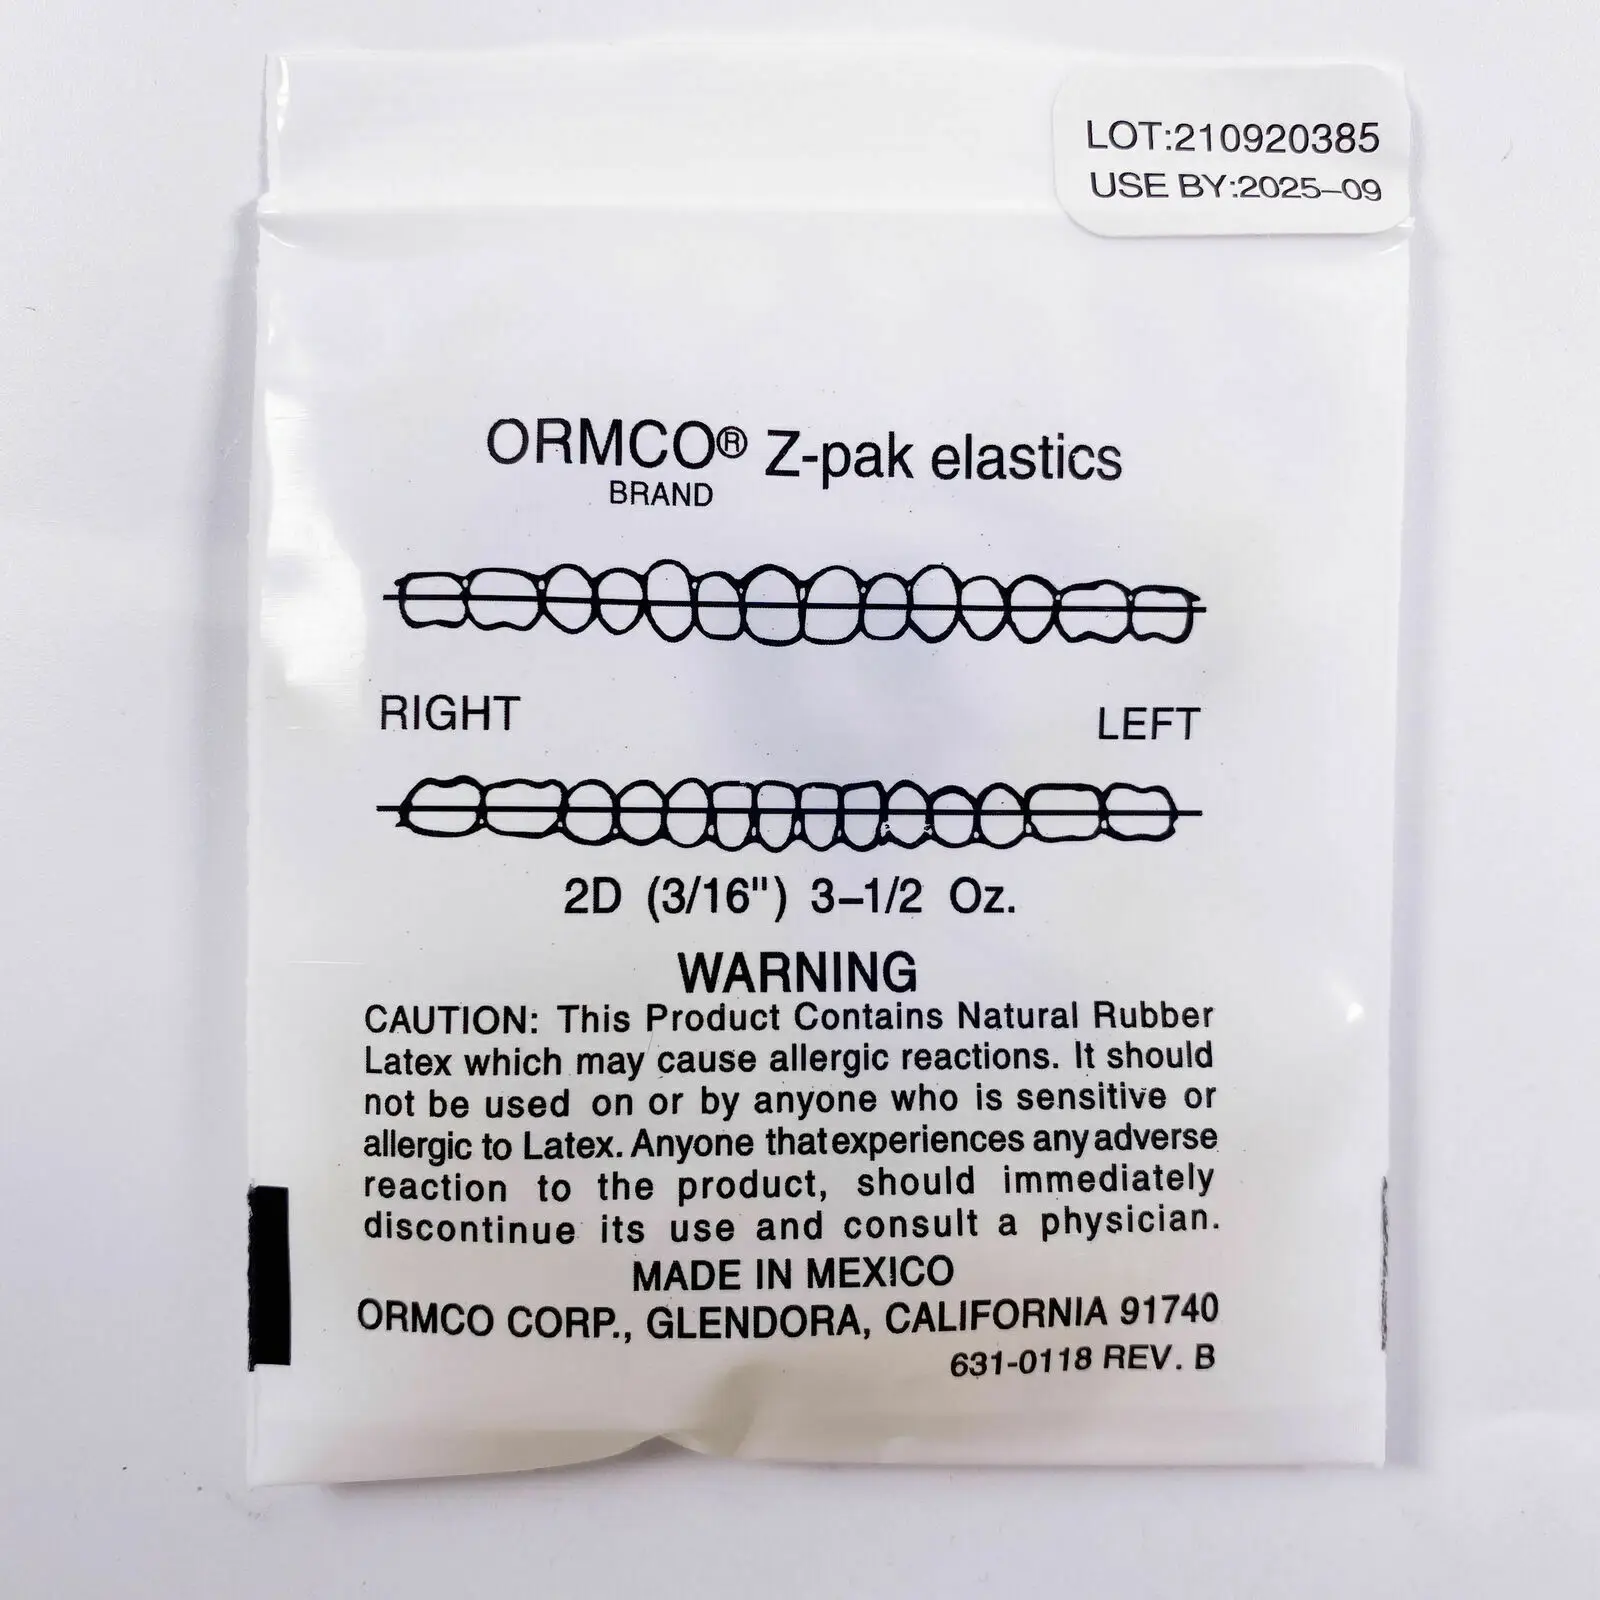 LOT:210920385
USE BY:2025-09
ORMCO® Z-pak elastics
BRAND
RIGHT
LEFT
2D (3/16") 3-1/2 Oz.
WARNING
CAUTION: This Product Contains Natural Rubber
Latex which may cause allergic reactions. It should
not be used on or by anyone who is sensitive or
allergic to Latex. Anyone that experiences any adverse
reaction to the product, should immediately
discontinue its use and consult a physician.
MADE IN MEXICO
ORMCO CORP., GLENDORA, CALIFORNIA 91740
631-0118 REV. B